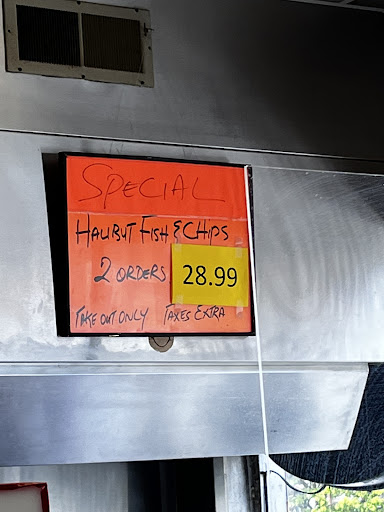 SPECIAL
HALIBUT FISH & CHIPS
2 ORDERS 28.99
TAKE OUT ONLY TAXES EXTRA